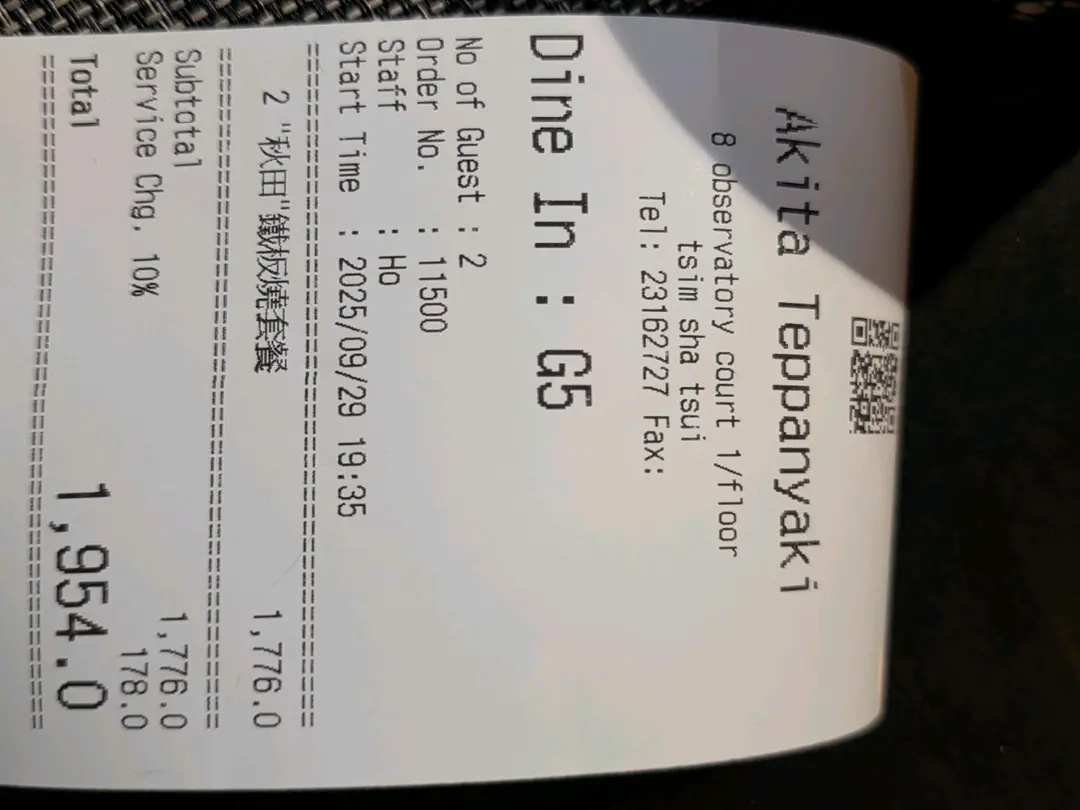 Akita Teppanyaki
8 observatory court 1/floor
tsim sha tsui
Tel: 23162727 Fax:
Dine In : G5
No of Guest : 2
Order No. : 11500
Staff : Ho
Start Time : 2025/09/29 19:35
================================================
2 "秋田"鐵板燒套餐 1,776.0
================================================
Subtotal 1,776.0
Service Chg, 10% 178.0
Total 1,954.0
================================================